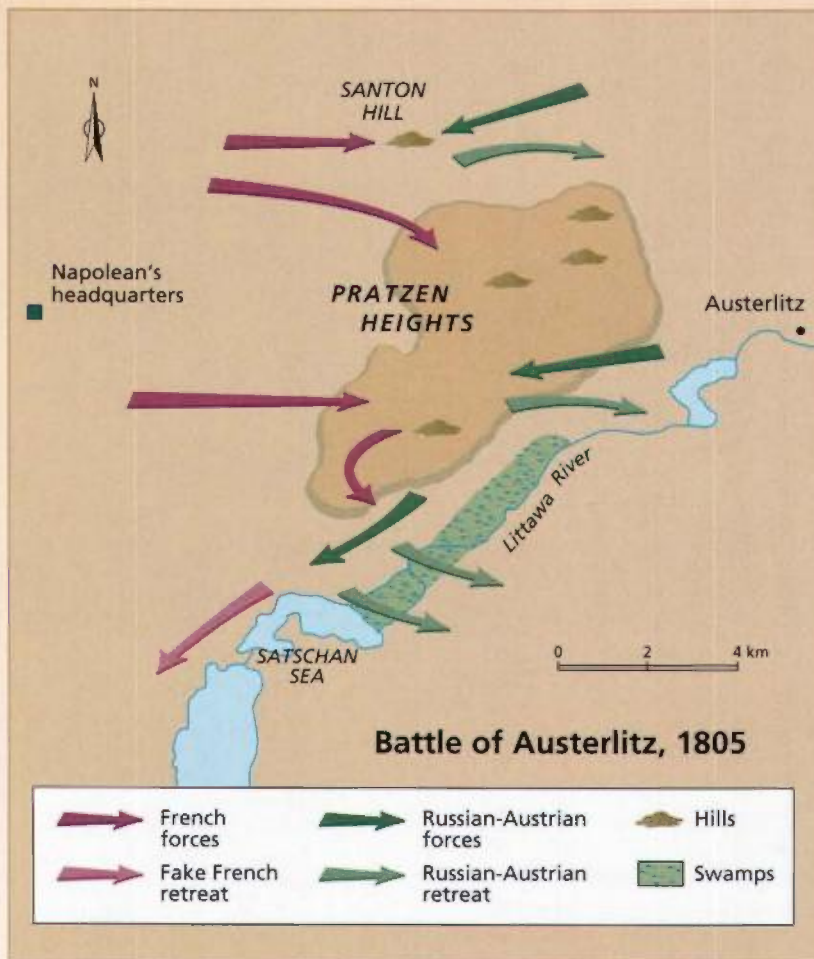 N
SANTON
HILL
Napolean's
headquarters
PRATZEN
HEIGHTS
Austerlitz
Littawa River
SATSCHAN
SEA
0 2 4 km
Battle of Austerlitz, 1805
French
forces
Russian-Austrian
forces
Hills
Fake French
retreat
Russian-Austrian
retreat
Swamps